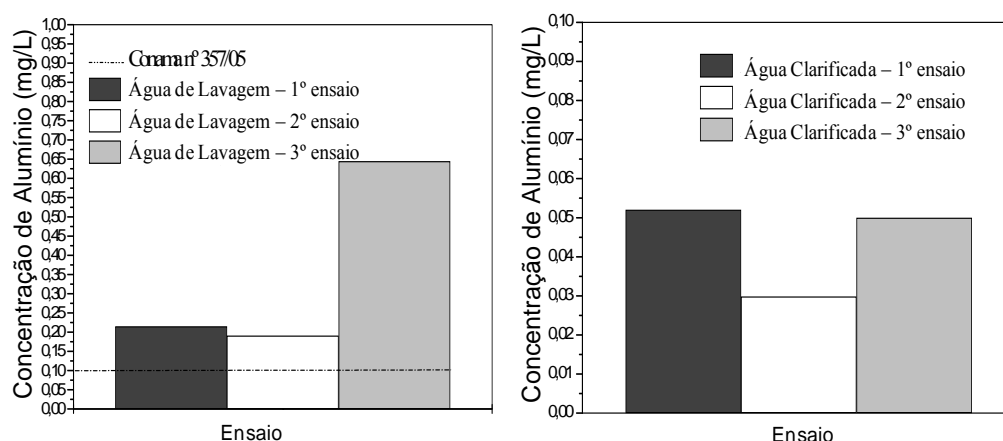 Concentração de Alumínio (mg/L)
1,00
0,95
0,90
0,85
0,80
0,75
0,70
0,65
0,60
0,55
0,50
0,45
0,40
0,35
0,30
0,25
0,20
0,15
0,10
0,05
0,00
Conama nº 357/05
Água de Lavagem – 1º ensaio
Água de Lavagem – 2º ensaio
Água de Lavagem – 3º ensaio
Ensaio
Concentração de Alumínio (mg/L)
0,10
0,09
0,08
0,07
0,06
0,05
0,04
0,03
0,02
0,01
0,00
Água Clarificada – 1º ensaio
Água Clarificada – 2º ensaio
Água Clarificada – 3º ensaio
Ensaio